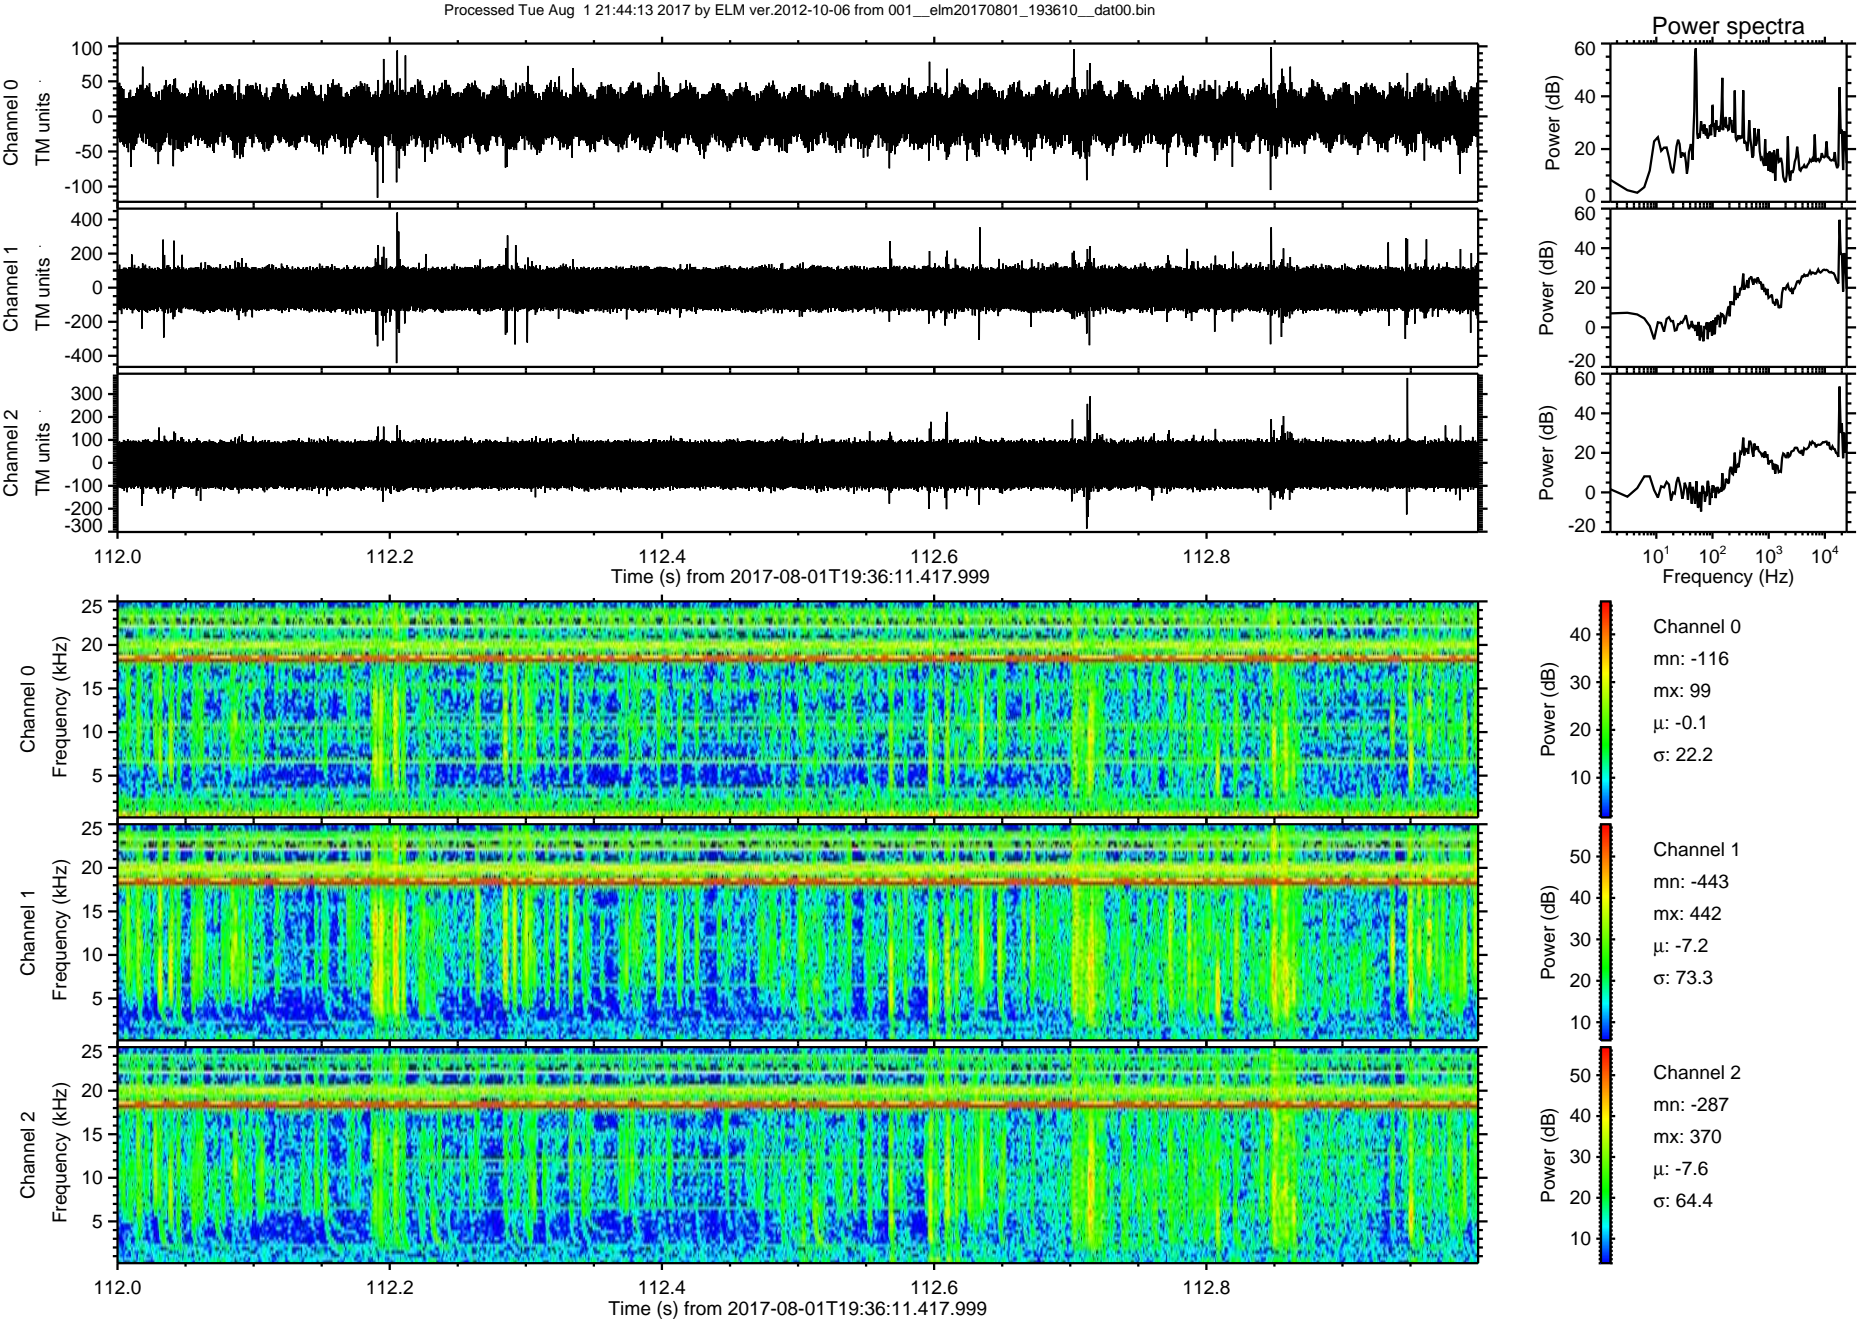 Processed Tue Aug  1 21:44:13 2017 by ELM ver.2012-10-06 from 001__elm20170801_193610__dat00.bin
Power spectra
Channel 0
TM units
100
50
0
-50
-100
Power (dB)
60
40
20
0
Channel 1
TM units
400
200
0
-200
-400
Power (dB)
60
40
20
0
-20
Channel 2
TM units
300
200
100
0
-100
-200
-300
Power (dB)
60
40
20
0
-20
112.0 112.2 112.4 112.6 112.8
Time (s) from 2017-08-01T19:36:11.417.999
10^1 10^2 10^3 10^4
Frequency (Hz)
Channel 0
Frequency (kHz)
25
20
15
10
5
Power (dB)
40
30
20
10
Channel 0
mn: -116
mx: 99
μ: -0.1
σ: 22.2
Channel 1
Frequency (kHz)
25
20
15
10
5
Power (dB)
50
40
30
20
10
Channel 1
mn: -443
mx: 442
μ: -7.2
σ: 73.3
Channel 2
Frequency (kHz)
25
20
15
10
5
Power (dB)
50
40
30
20
10
Channel 2
mn: -287
mx: 370
μ: -7.6
σ: 64.4
112.0 112.2 112.4 112.6 112.8
Time (s) from 2017-08-01T19:36:11.417.999